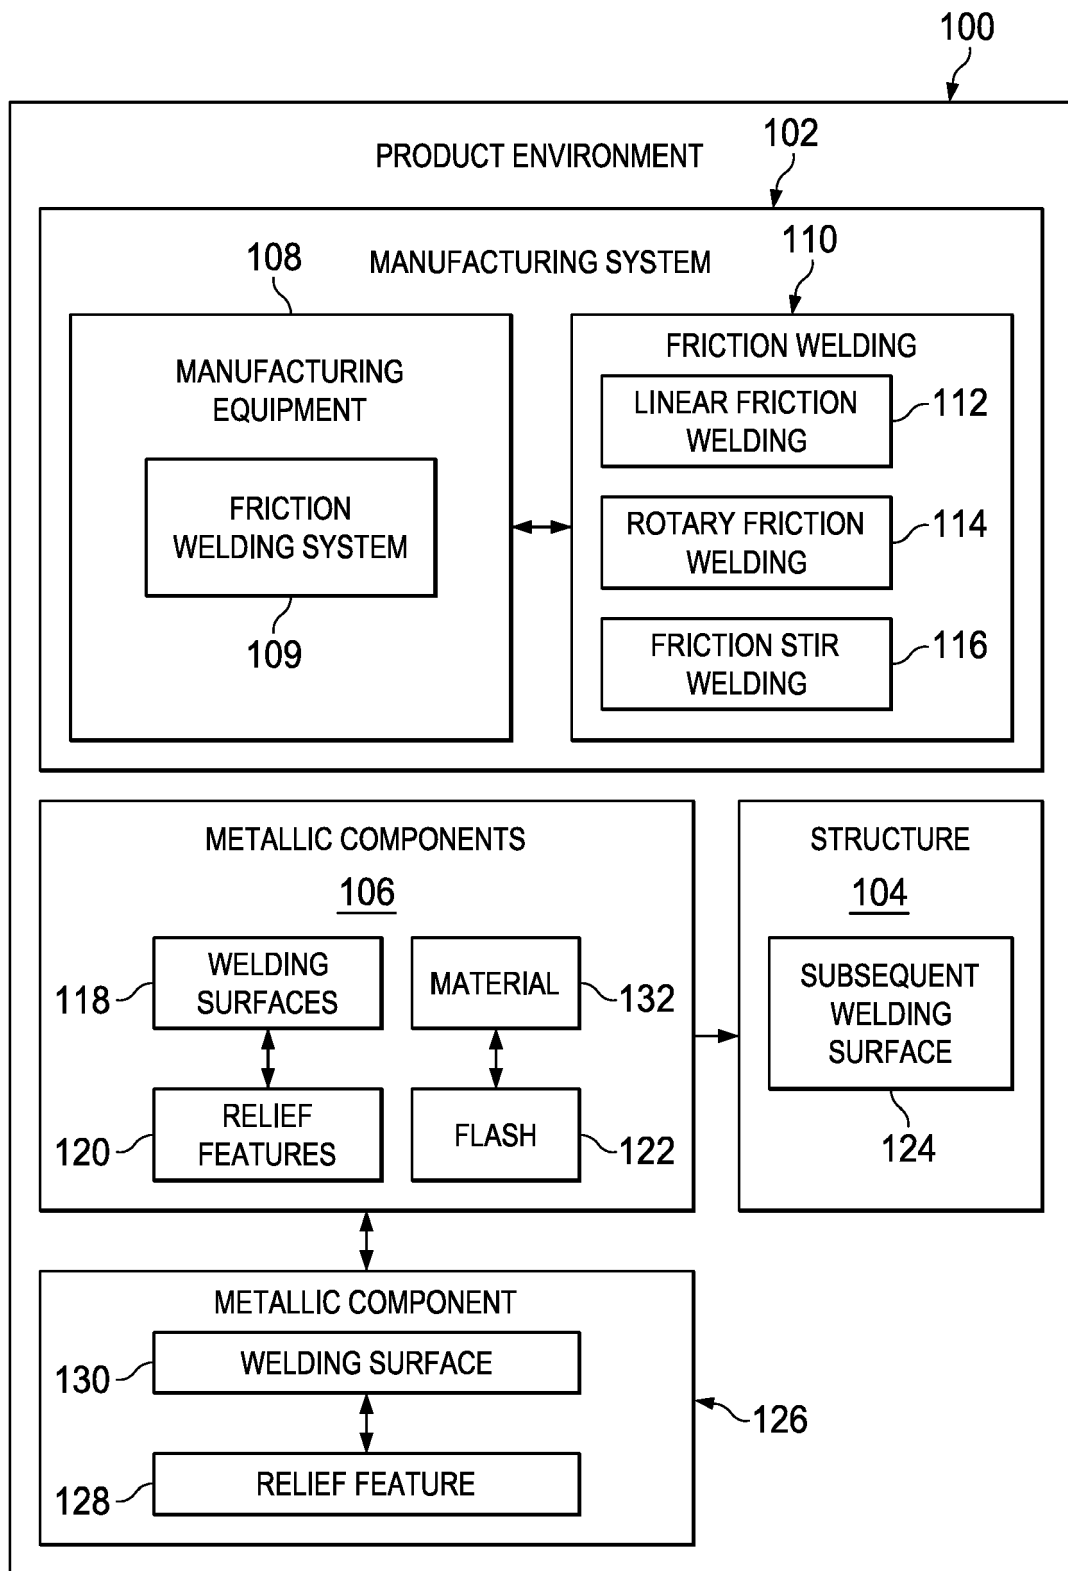 100
PRODUCT ENVIRONMENT
102
MANUFACTURING SYSTEM
108
110
MANUFACTURING
EQUIPMENT
FRICTION
WELDING SYSTEM
109
FRICTION WELDING
LINEAR FRICTION
WELDING
112
ROTARY FRICTION
WELDING
114
FRICTION STIR
WELDING
116
METALLIC COMPONENTS
106
WELDING
SURFACES
118
MATERIAL
132
RELIEF
FEATURES
120
FLASH
122
STRUCTURE
104
SUBSEQUENT
WELDING
SURFACE
124
METALLIC COMPONENT
WELDING SURFACE
130
126
RELIEF FEATURE
128